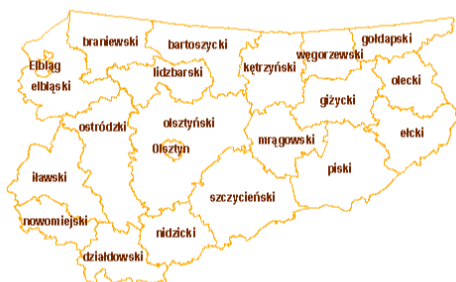 braniewski
bartoszycki
gołdapski
węgorzewski
kętrzyński
Elbląg
lidzbarski
olecki
elbląski
giżycki
ostródzki
olsztyński
ełcki
mrągowski
Olsztyn
piski
iławski
szczycieński
nowomiejski
nidzicki
działdowski